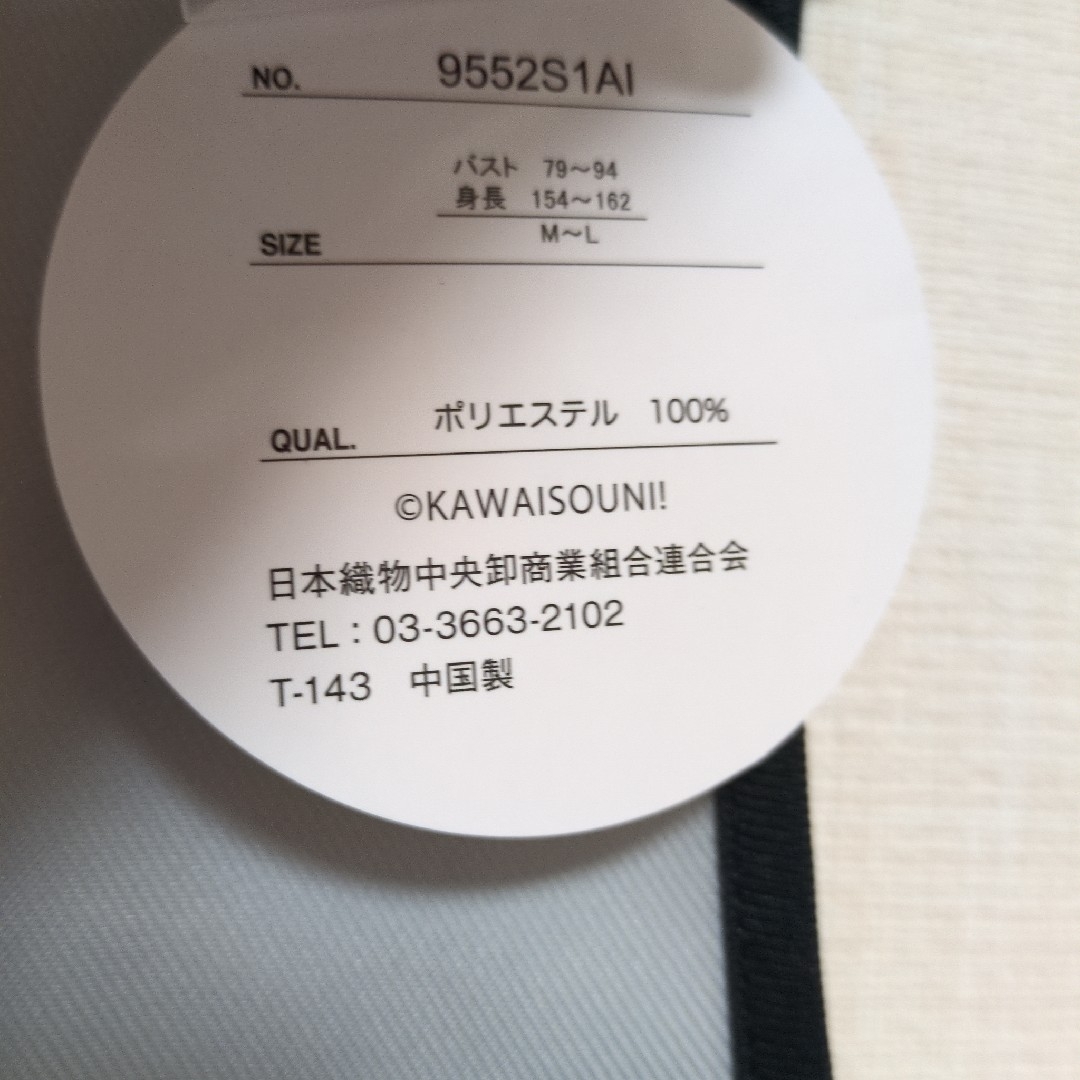 NO. 9552S1AI
バスト 79～94
身長 154～162
M～L
SIZE
QUAL. ポリエステル 100%
©KAWAISOUNI!
日本織物中央卸商業組合連合会
TEL：03-3663-2102
T-143 中国製